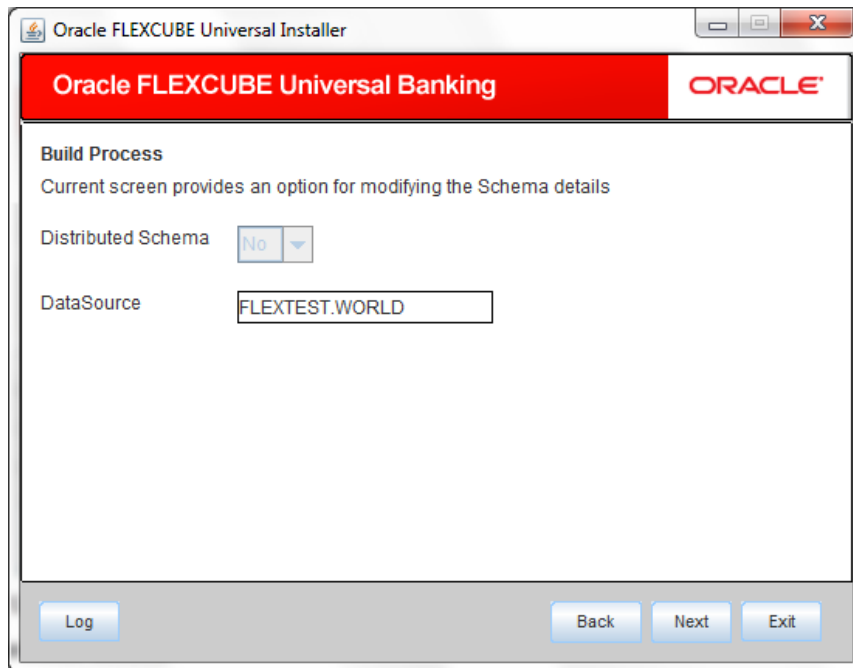 Oracle FLEXCUBE Universal Installer
Oracle FLEXCUBE Universal Banking
ORACLE
Build Process
Current screen provides an option for modifying the Schema details
Distributed Schema No
DataSource FLEXTEST.WORLD
Log Back Next Exit